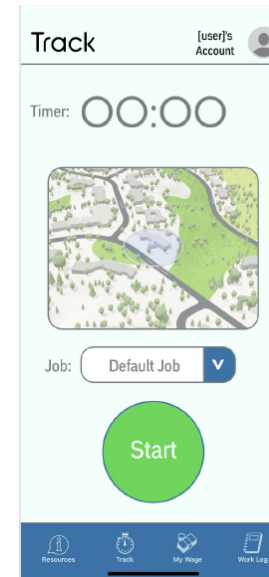 Track
[user]'s
Account
Timer: 00:00
Job: Default Job
Start
Resources Track My Wage Work Log